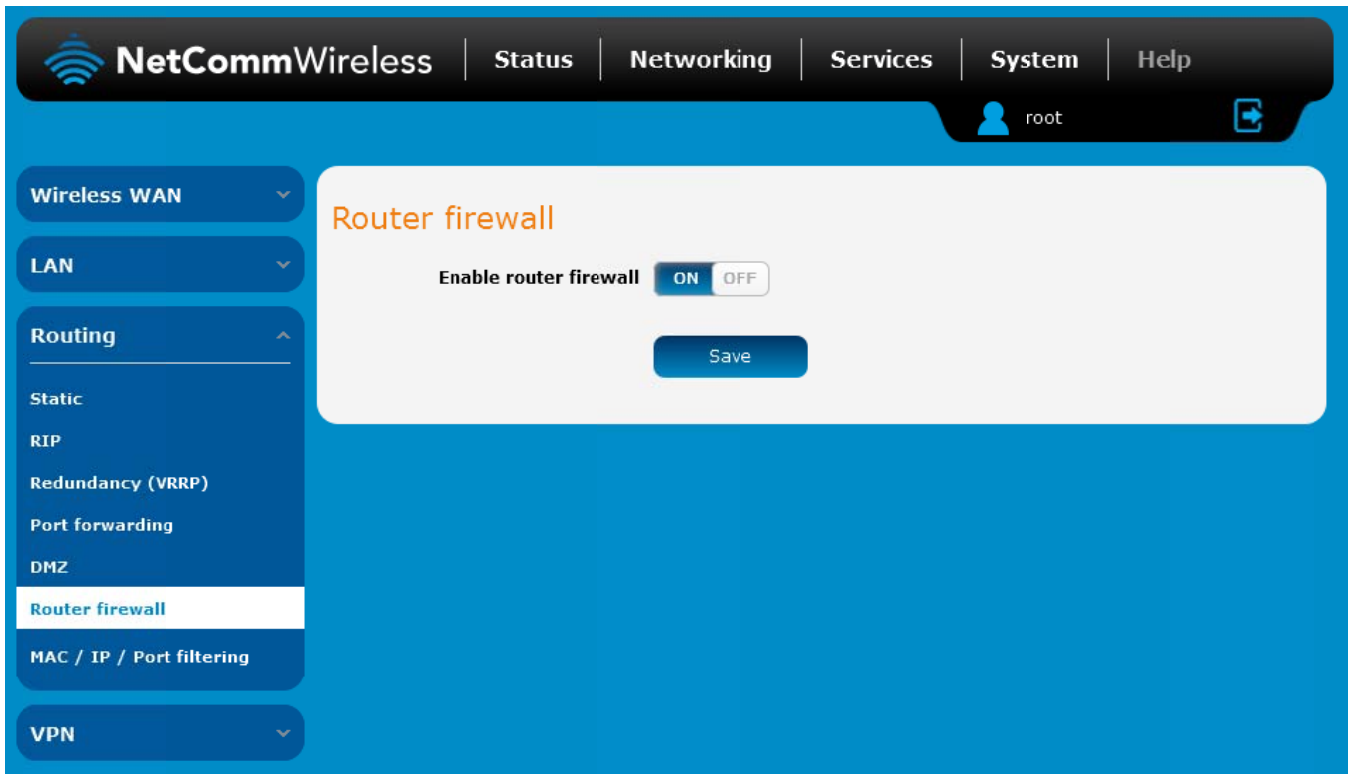 NetCommWireless
Status
Networking
Services
System
Help
root
Wireless WAN
LAN
Routing
Static
RIP
Redundancy (VRRP)
Port forwarding
DMZ
Router firewall
MAC / IP / Port filtering
VPN
Router firewall
Enable router firewall ON OFF
Save